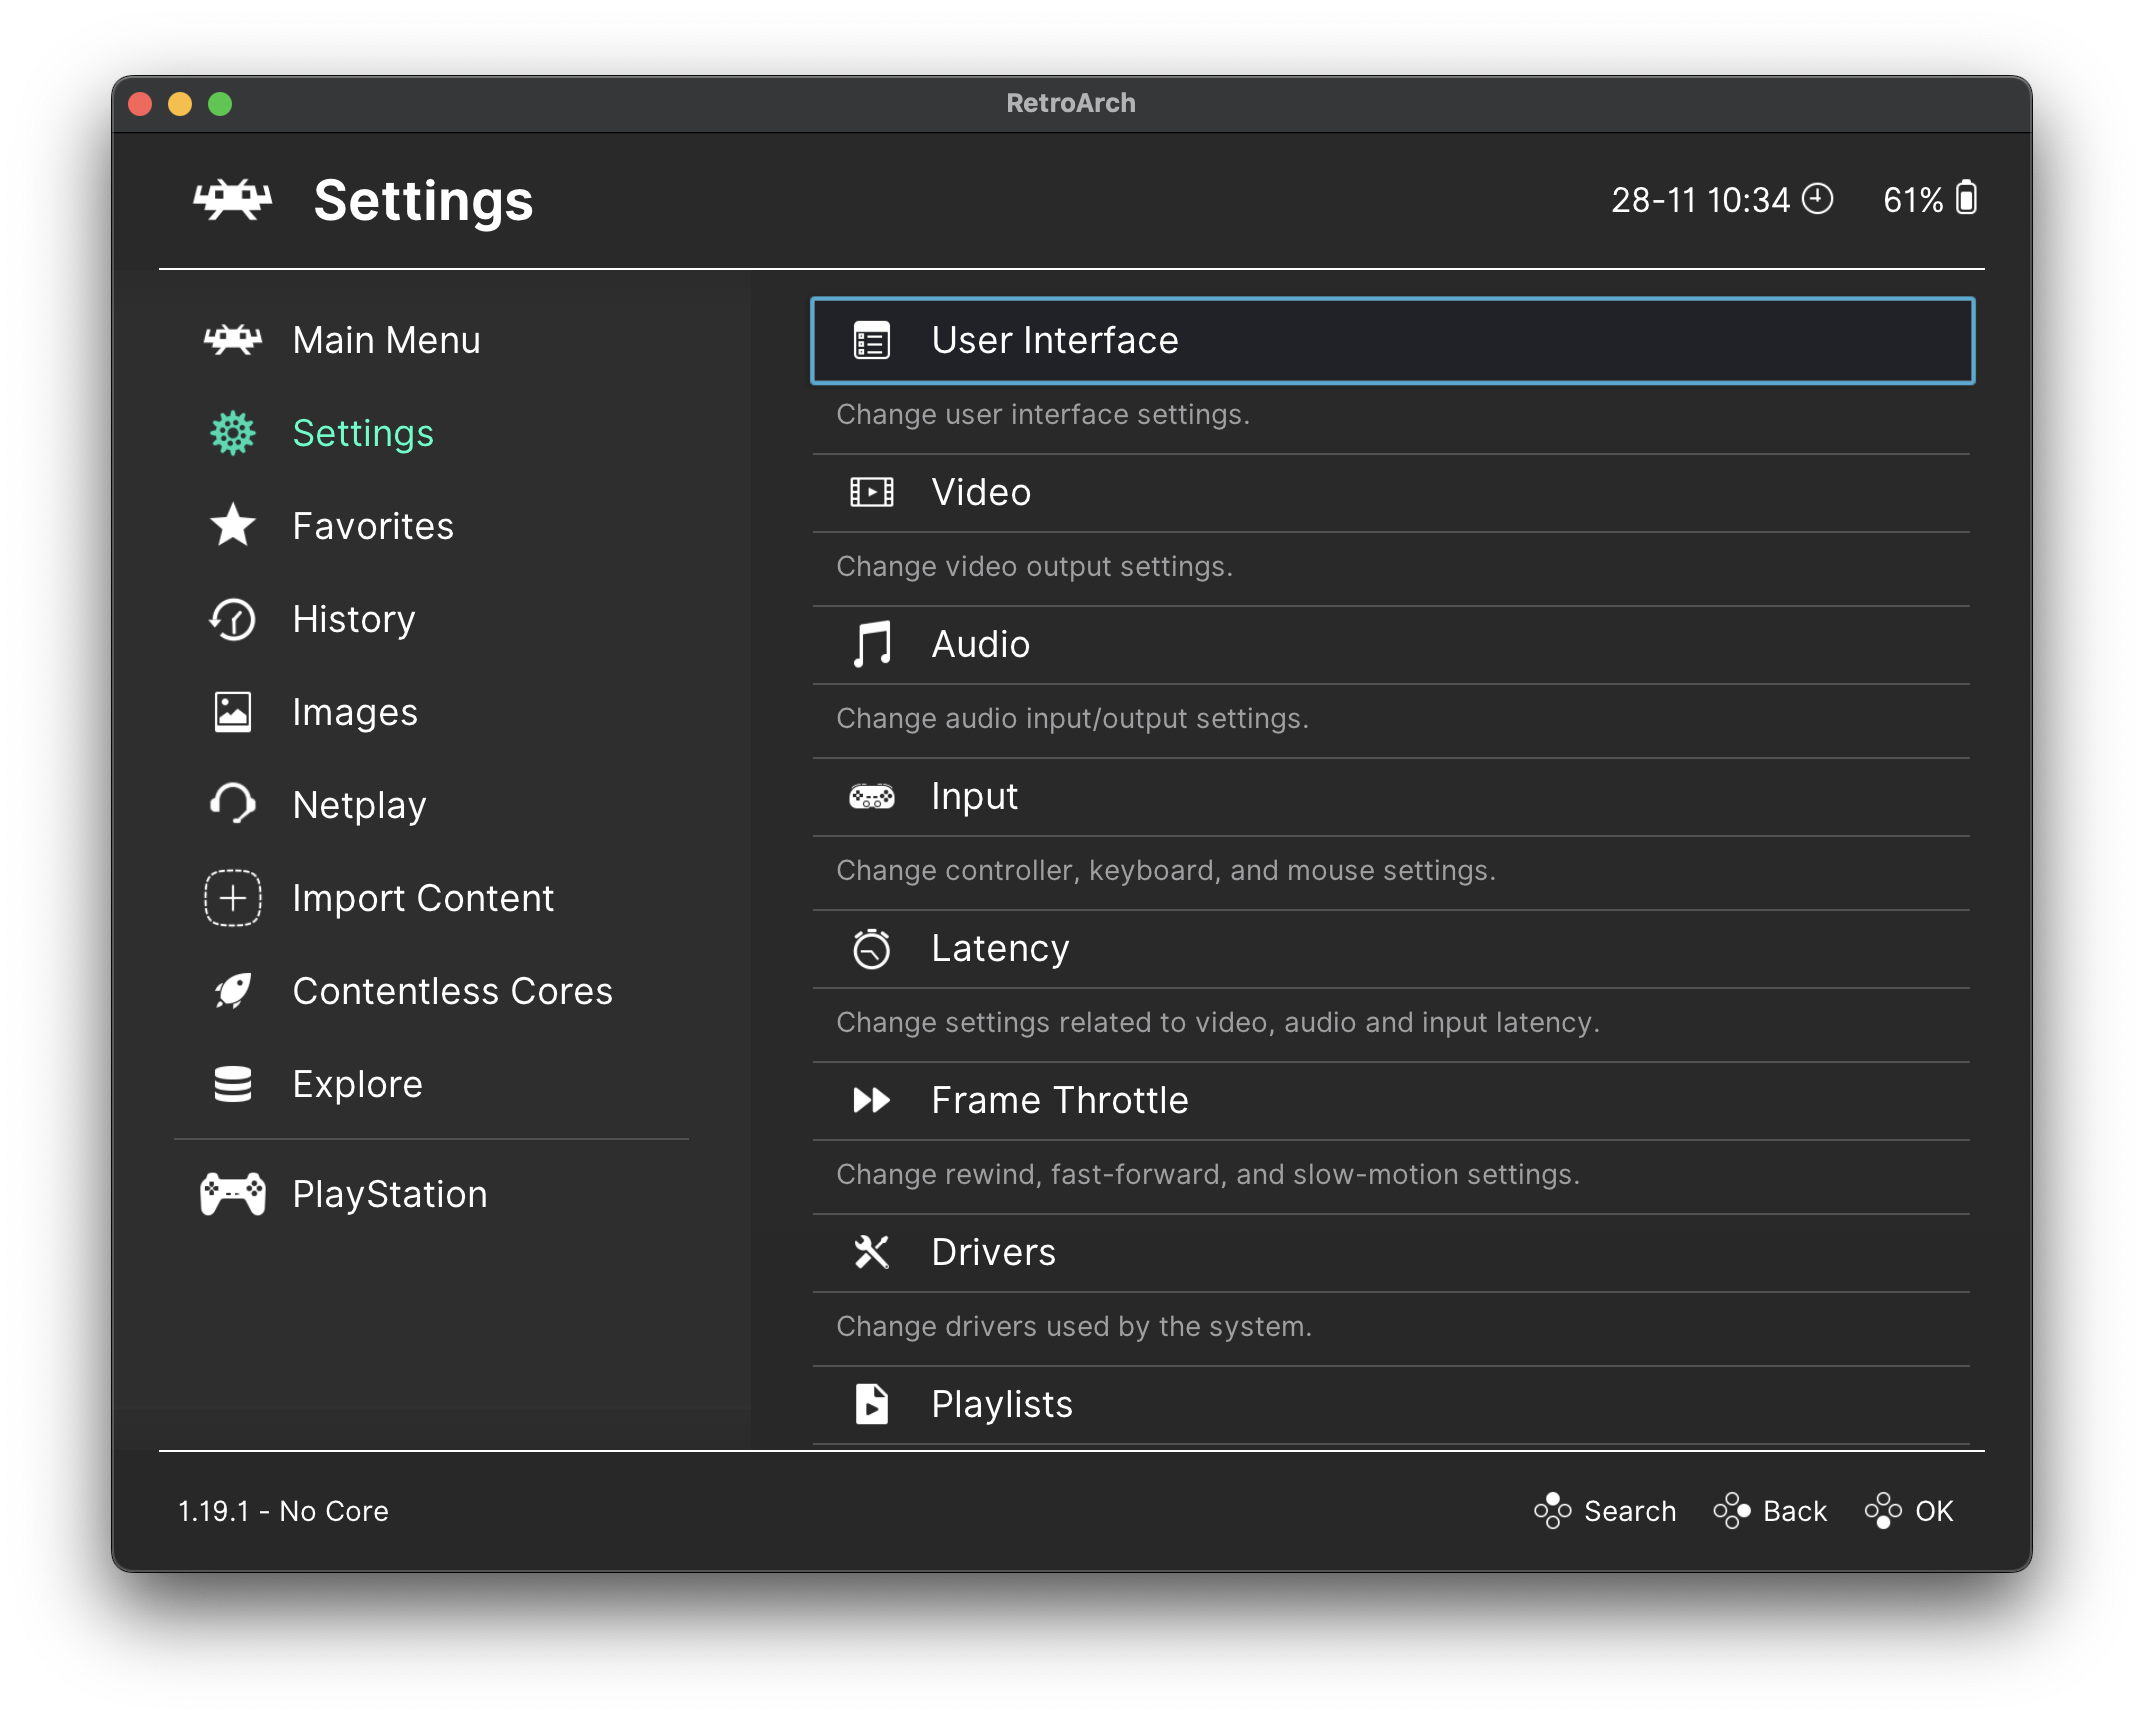 RetroArch
Settings
28-11 10:34
61%
Main Menu
Settings
Favorites
History
Images
Netplay
Import Content
Contentless Cores
Explore
PlayStation
User Interface
Change user interface settings.
Video
Change video output settings.
Audio
Change audio input/output settings.
Input
Change controller, keyboard, and mouse settings.
Latency
Change settings related to video, audio and input latency.
Frame Throttle
Change rewind, fast-forward, and slow-motion settings.
Drivers
Change drivers used by the system.
Playlists
1.19.1 - No Core
Search
Back
OK